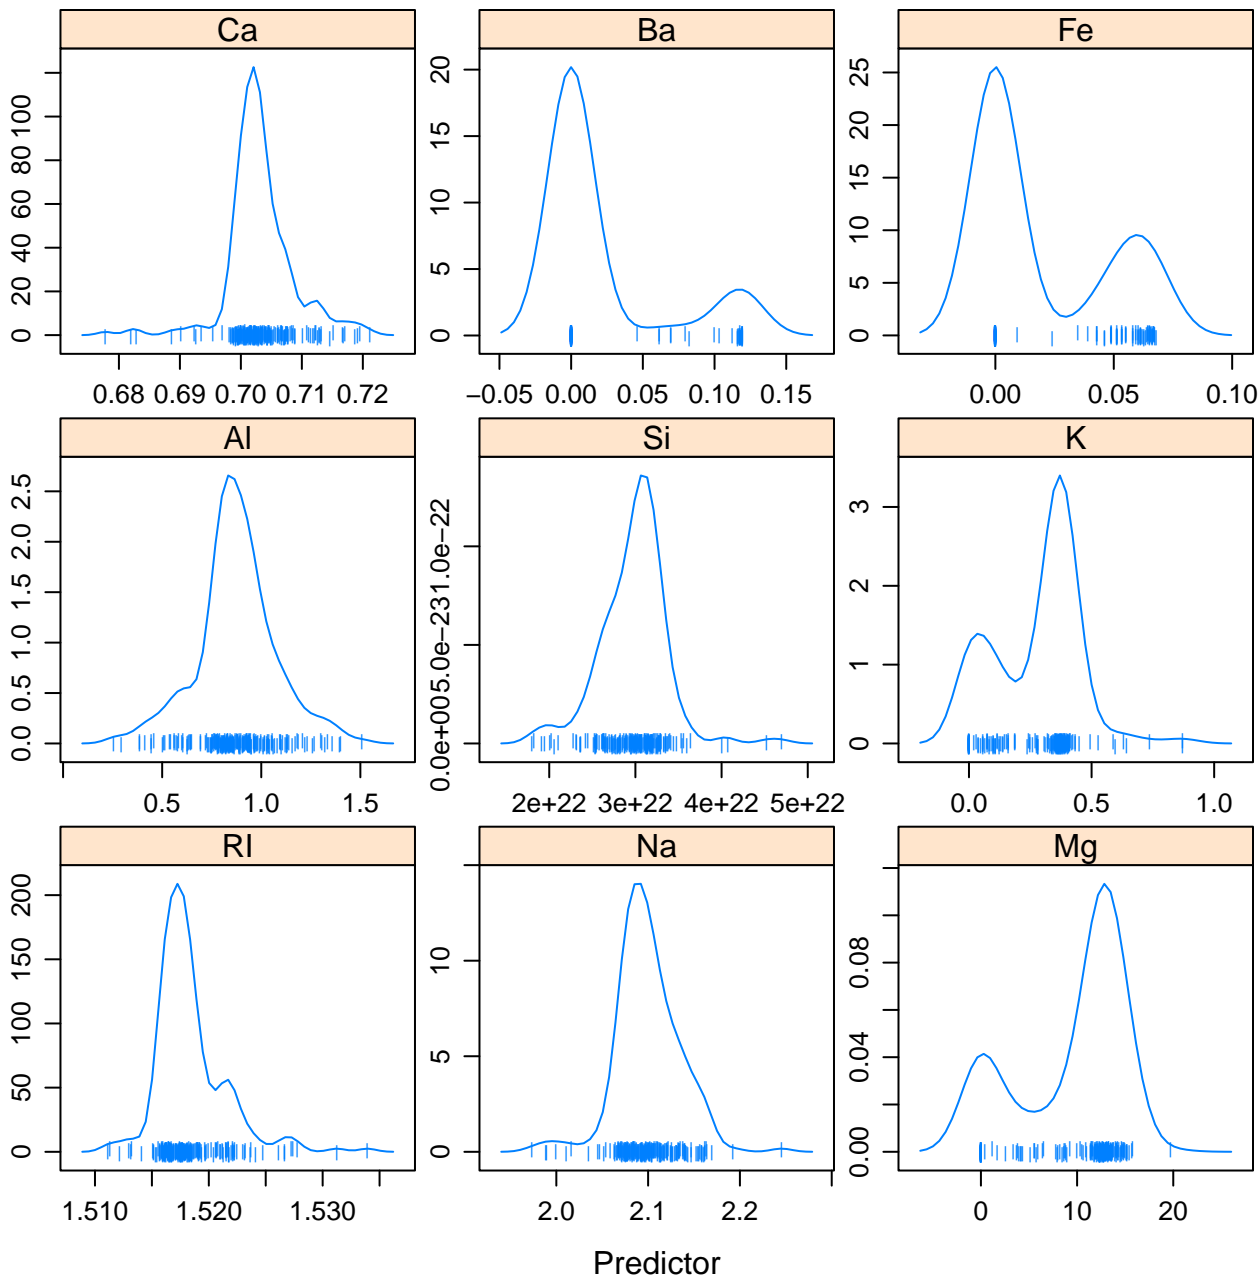 Ca
0 20 40 60 80 100
0.68 0.69 0.70 0.71 0.72
Ba
0 5 10 15 20
−0.05 0.00 0.05 0.10 0.15
Fe
0 5 10 15 20 25
0.00 0.05 0.10
Al
0.0 0.5 1.0 1.5 2.0 2.5
0.5 1.0 1.5
Si
0.0e+00 5.0e−23 1.0e−22
2e+22 3e+22 4e+22 5e+22
K
0 1 2 3
0.0 0.5 1.0
RI
0 50 100 150 200
1.510 1.520 1.530
Na
0 5 10
2.0 2.1 2.2
Mg
0.00 0.04 0.08
0 10 20
Predictor